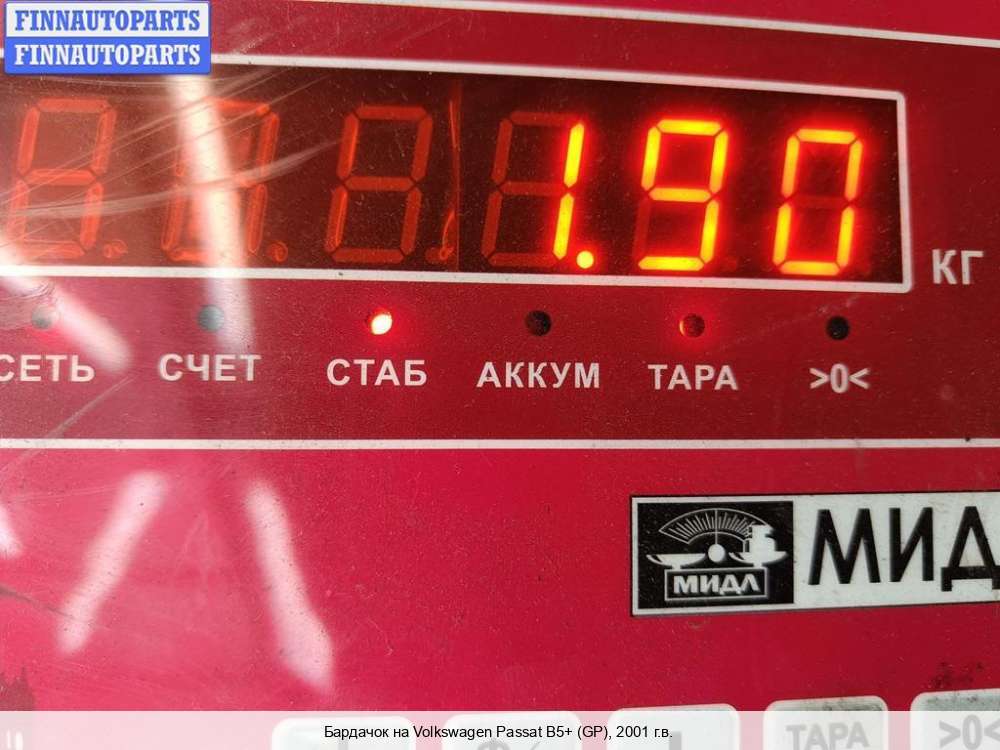 FINNAUTOPARTS
FINNAUTOPARTS
1.90
КГ
СЕТЬ СЧЕТ СТАБ АККУМ ТАРА >0<
МИДЛ МИД
ТАРА >0<
Бардачок на Volkswagen Passat B5+ (GP), 2001 г.в.